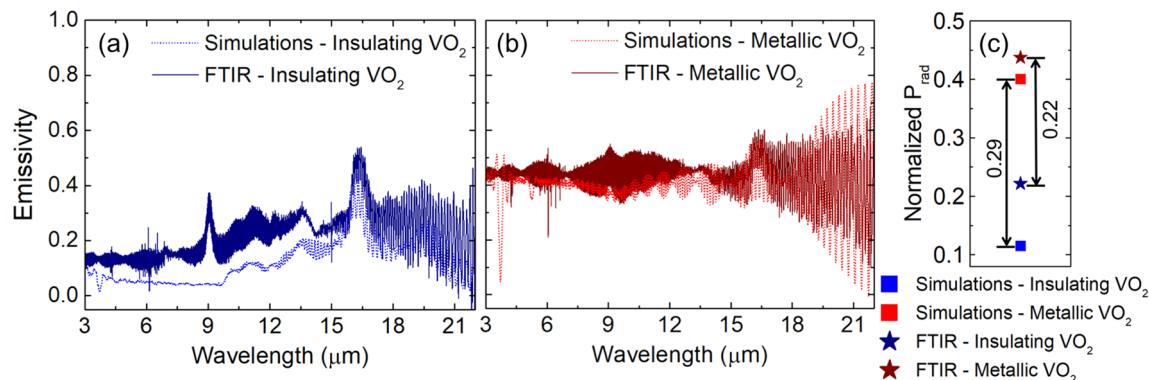 (a)
Simulations - Insulating VO₂
FTIR - Insulating VO₂
Emissivity
1.0
0.8
0.6
0.4
0.2
0.0
3 6 9 12 15 18 21
Wavelength (μm)
(b)
Simulations - Metallic VO₂
FTIR - Metallic VO₂
3 6 9 12 15 18 21
Wavelength (μm)
(c)
Normalized P_rad
0.5
0.4
0.3
0.2
0.1
0.29
0.22
Simulations - Insulating VO₂
Simulations - Metallic VO₂
FTIR - Insulating VO₂
FTIR - Metallic VO₂